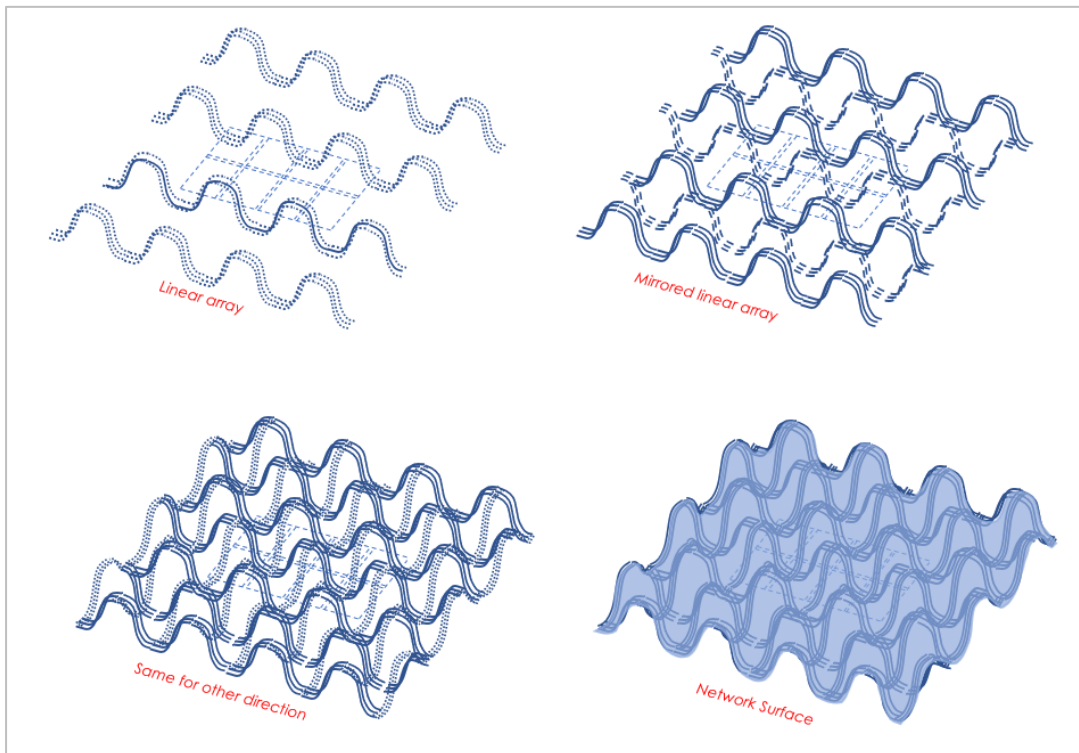 Linear array
Mirrored linear array
Same for other direction
Network Surface